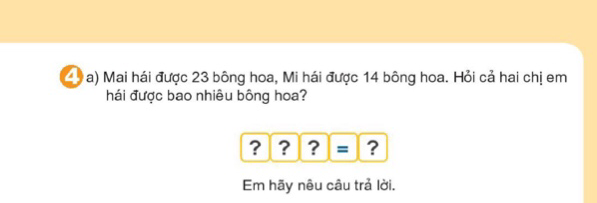 4 a) Mai hái được 23 bông hoa, Mi hái được 14 bông hoa. Hỏi cả hai chị em
hái được bao nhiêu bông hoa?
? ? ? = ?
Em hãy nêu câu trả lời.